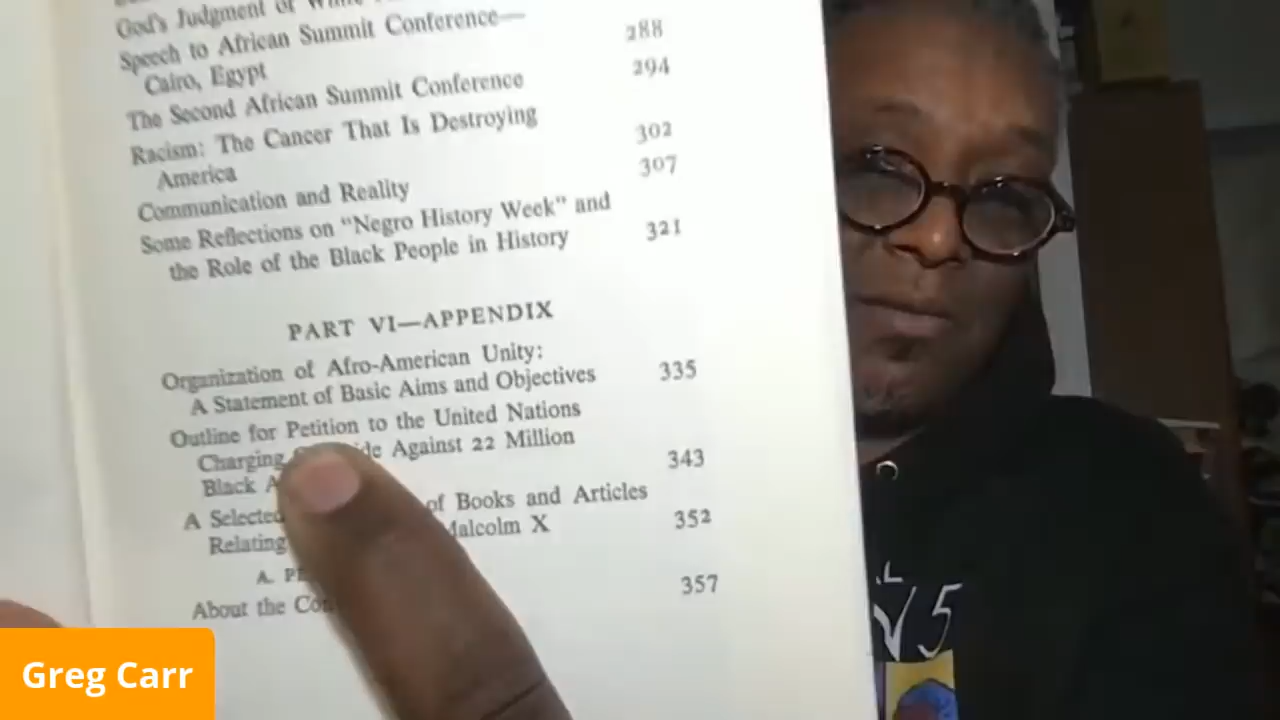 God's Judgment of White
Speech to African Summit Conference—
Cairo, Egypt 288
The Second African Summit Conference 294
Racism: The Cancer That Is Destroying
America 302
Communication and Reality 307
Some Reflections on "Negro History Week" and
the Role of the Black People in History 321
PART VI—APPENDIX
Organization of Afro-American Unity:
A Statement of Basic Aims and Objectives 335
Outline for Petition to the United Nations
Charging Against 22 Million
Black 343
A Selected of Books and Articles
Relating Malcolm X 352
A.
About the 357
5
Greg Carr